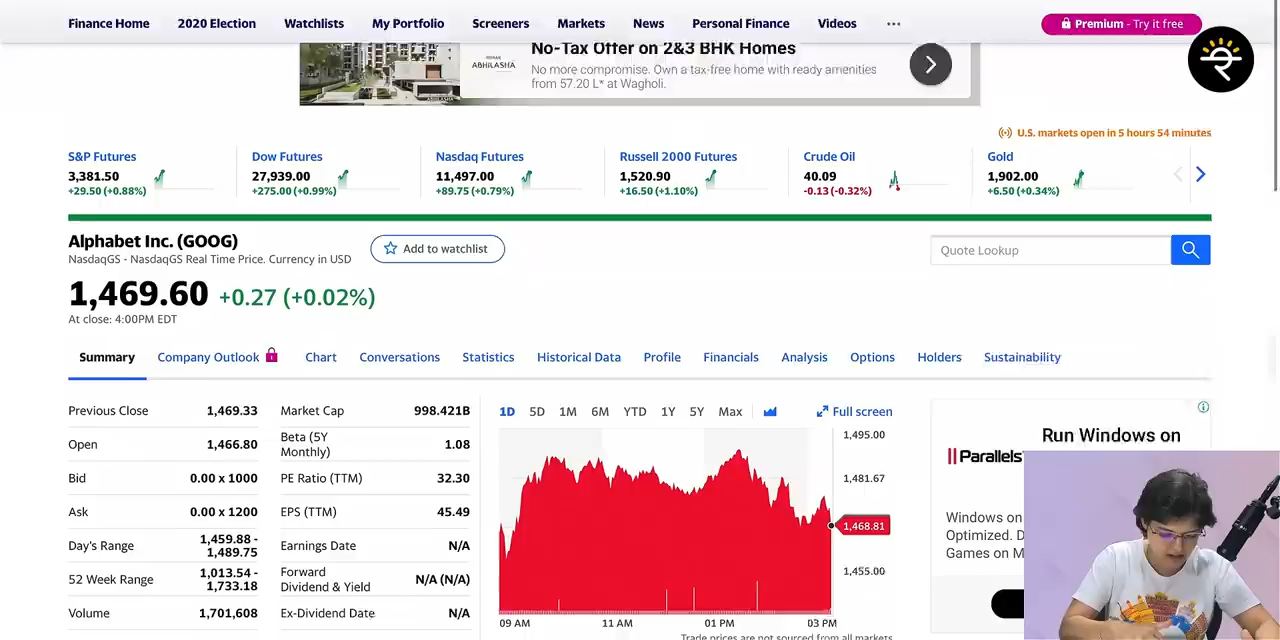 Finance Home 2020 Election Watchlists My Portfolio Screeners Markets News Personal Finance Videos ...
Premium - Try it free
No-Tax Offer on 2&3 BHK Homes
ABHILASHA
No more compromise. Own a tax-free home with ready amenities
from 57.20 L* at Wagholi.
U.S. markets open in 5 hours 54 minutes
S&P Futures
3,381.50
+29.50 (+0.88%)
Dow Futures
27,939.00
+275.00 (+0.99%)
Nasdaq Futures
11,497.00
+89.75 (+0.79%)
Russell 2000 Futures
1,520.90
+16.50 (+1.10%)
Crude Oil
40.09
-0.13 (-0.32%)
Gold
1,902.00
+6.50 (+0.34%)
Alphabet Inc. (GOOG)
NasdaqGS - NasdaqGS Real Time Price. Currency in USD
Add to watchlist
Quote Lookup
1,469.60 +0.27 (+0.02%)
At close: 4:00PM EDT
Summary Company Outlook Chart Conversations Statistics Historical Data Profile Financials Analysis Options Holders Sustainability
Previous Close 1,469.33
Open 1,466.80
Bid 0.00 x 1000
Ask 0.00 x 1200
Day's Range 1,459.88 -
1,489.75
52 Week Range 1,013.54 -
1,733.18
Volume 1,701,608
Market Cap 998.421B
Beta (5Y
Monthly) 1.08
PE Ratio (TTM) 32.30
EPS (TTM) 45.49
Earnings Date N/A
Forward
Dividend & Yield N/A (N/A)
Ex-Dividend Date N/A
1D 5D 1M 6M YTD 1Y 5Y Max Full screen
1,495.00
1,481.67
1,468.81
1,455.00
09 AM 11 AM 01 PM 03 PM
Trade prices are not sourced from all markets
Run Windows on
Parallels
Windows on
Optimized. D
Games on M